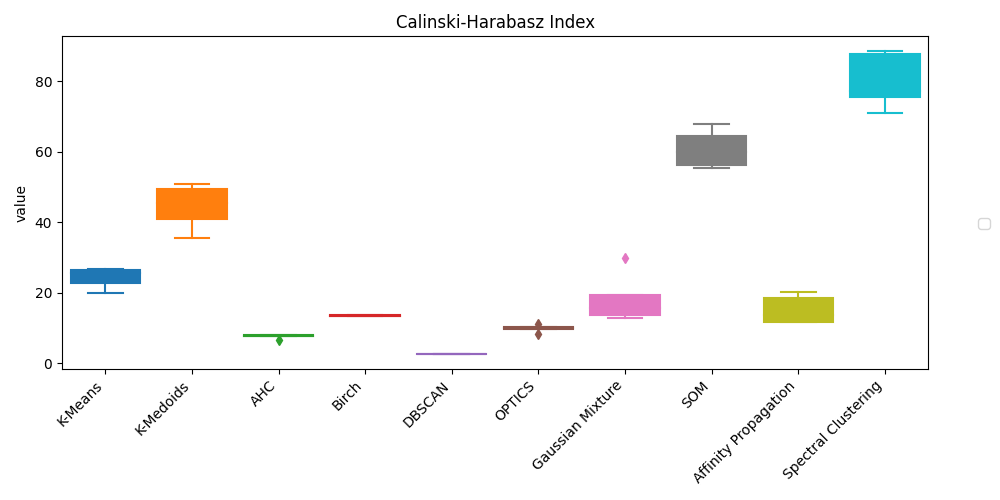 Calinski-Harabasz Index
value
80
60
40
20
0
K-Means
K-Medoids
AHC
Birch
DBSCAN
OPTICS
Gaussian Mixture
SOM
Affinity Propagation
Spectral Clustering